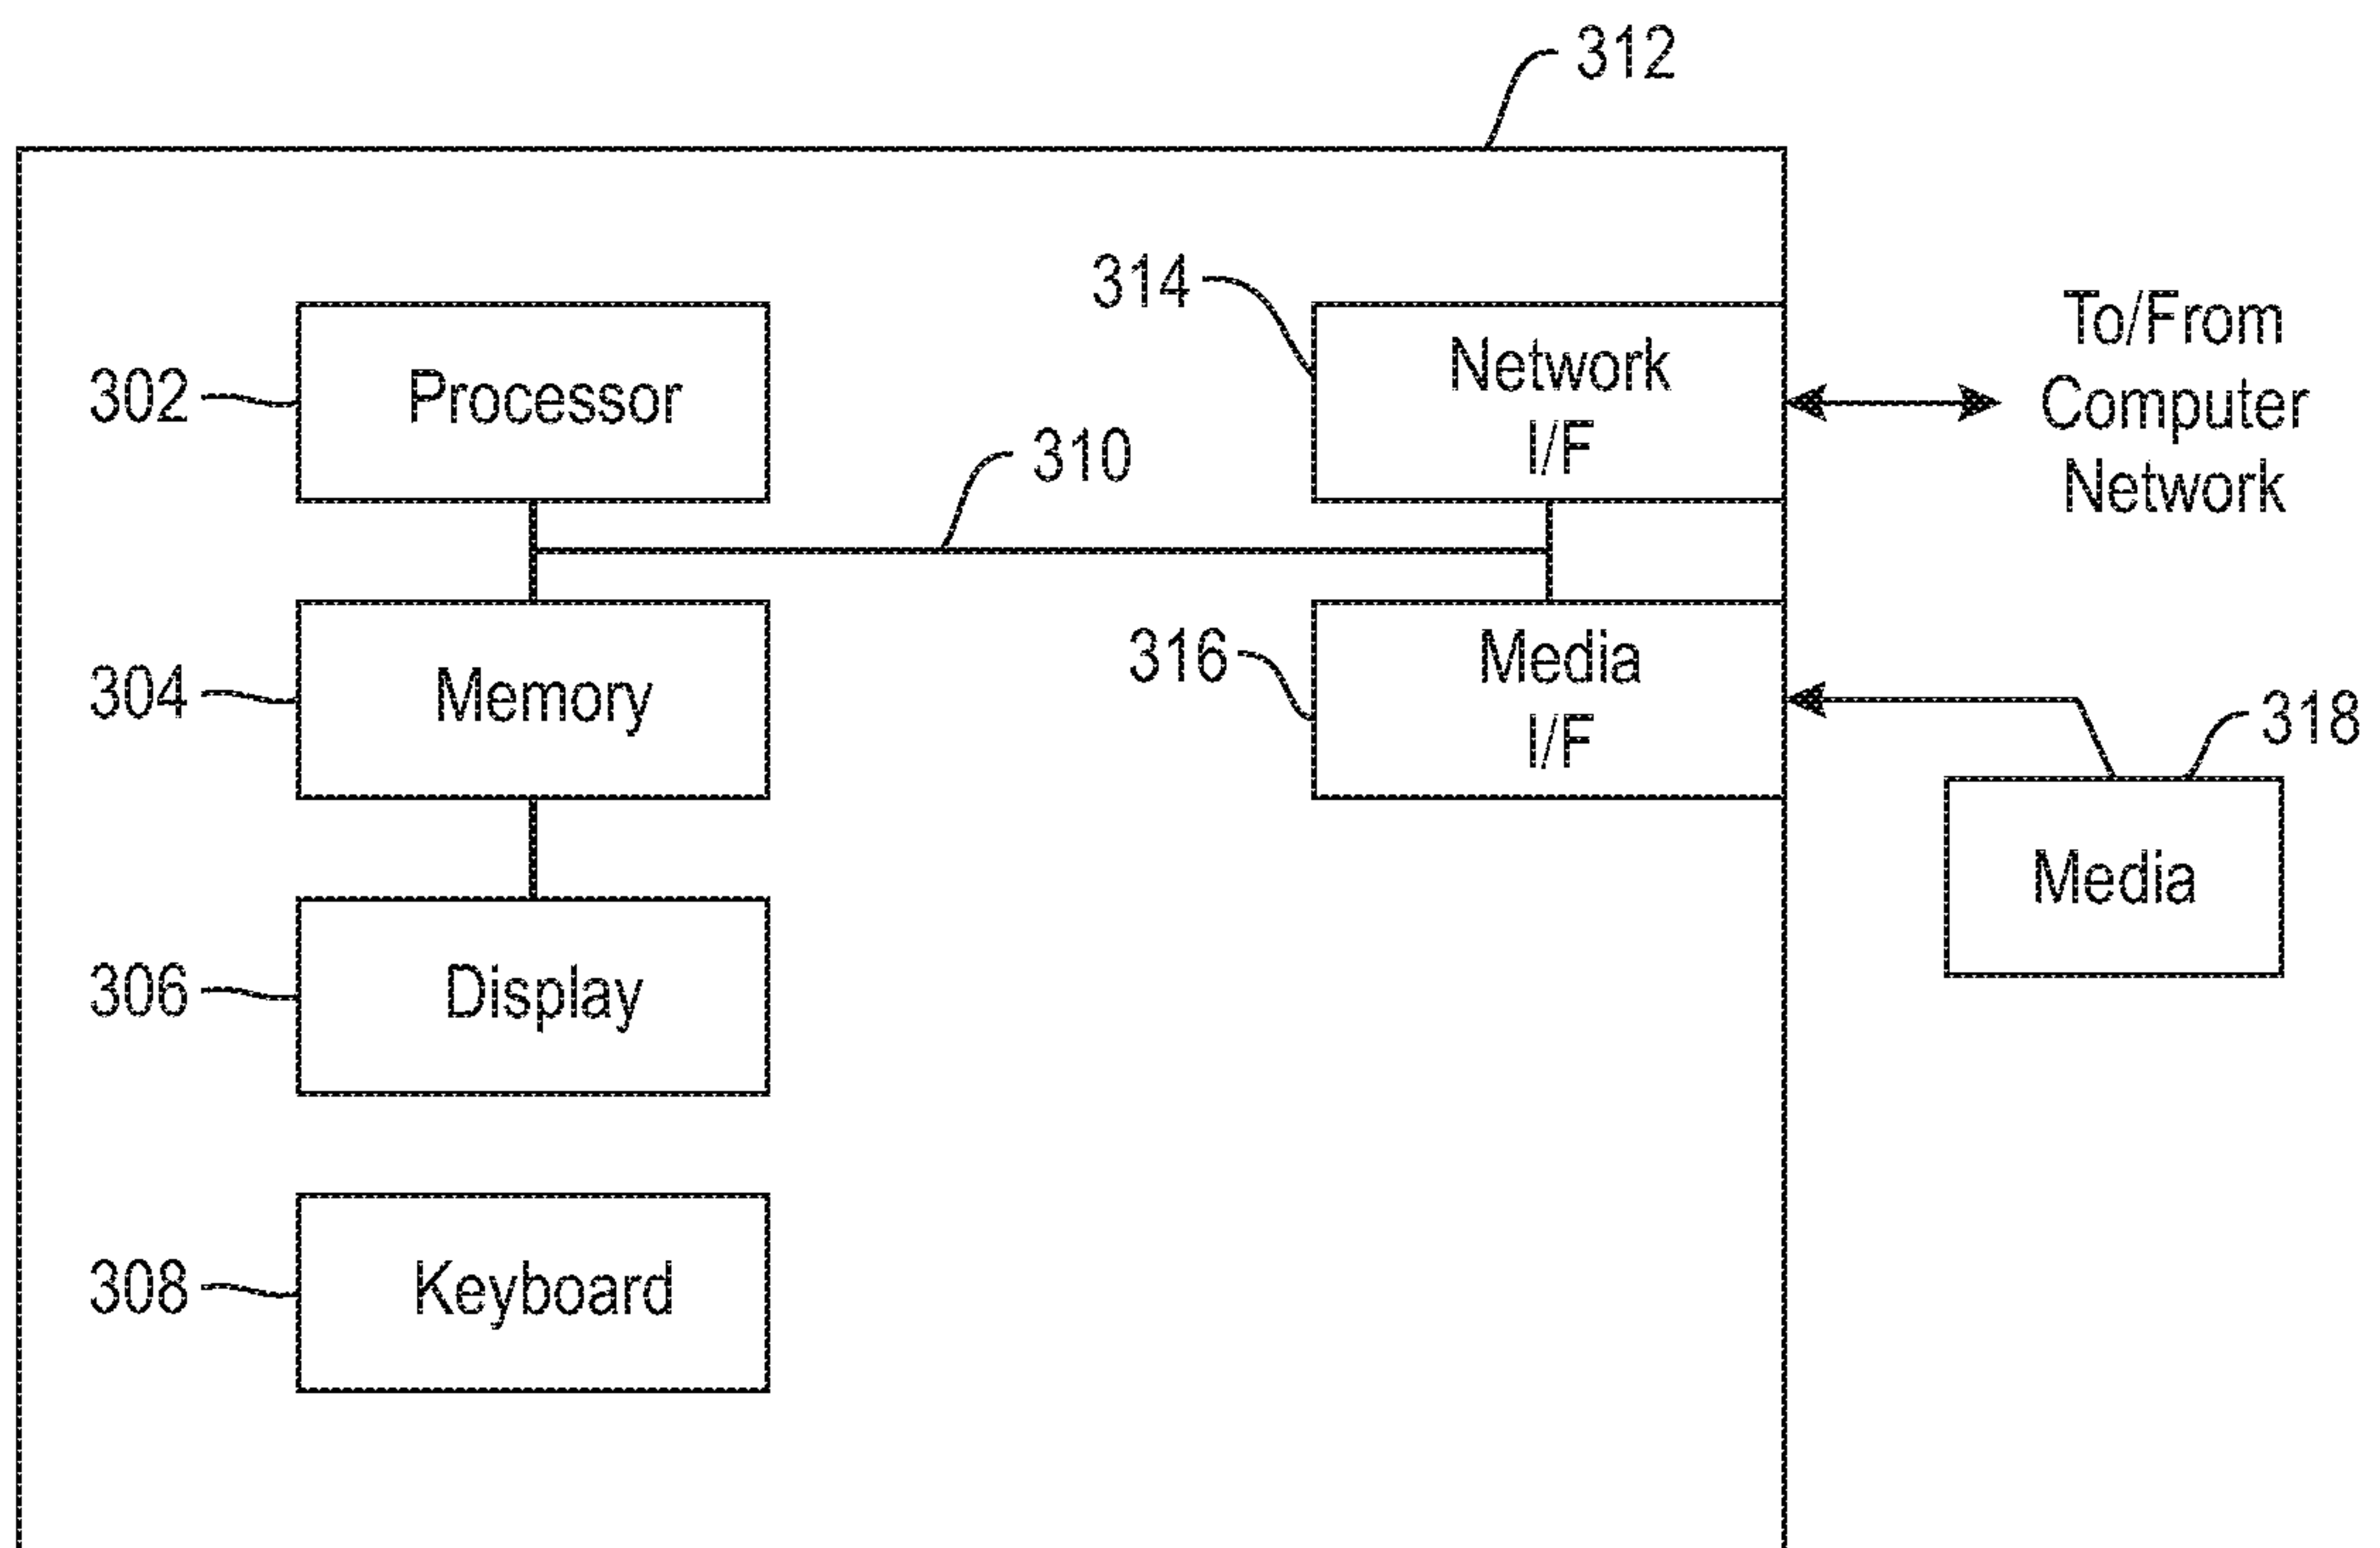 312
314
Network
I/F
To/From
Computer
Network
302
Processor
310
304
Memory
316
Media
I/F
318
Media
306
Display
308
Keyboard